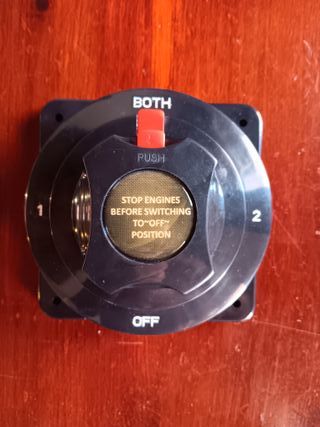 BOTH
PUSH
1
STOP ENGINES
BEFORE SWITCHING
TO~OFF~
POSITION
2
OFF